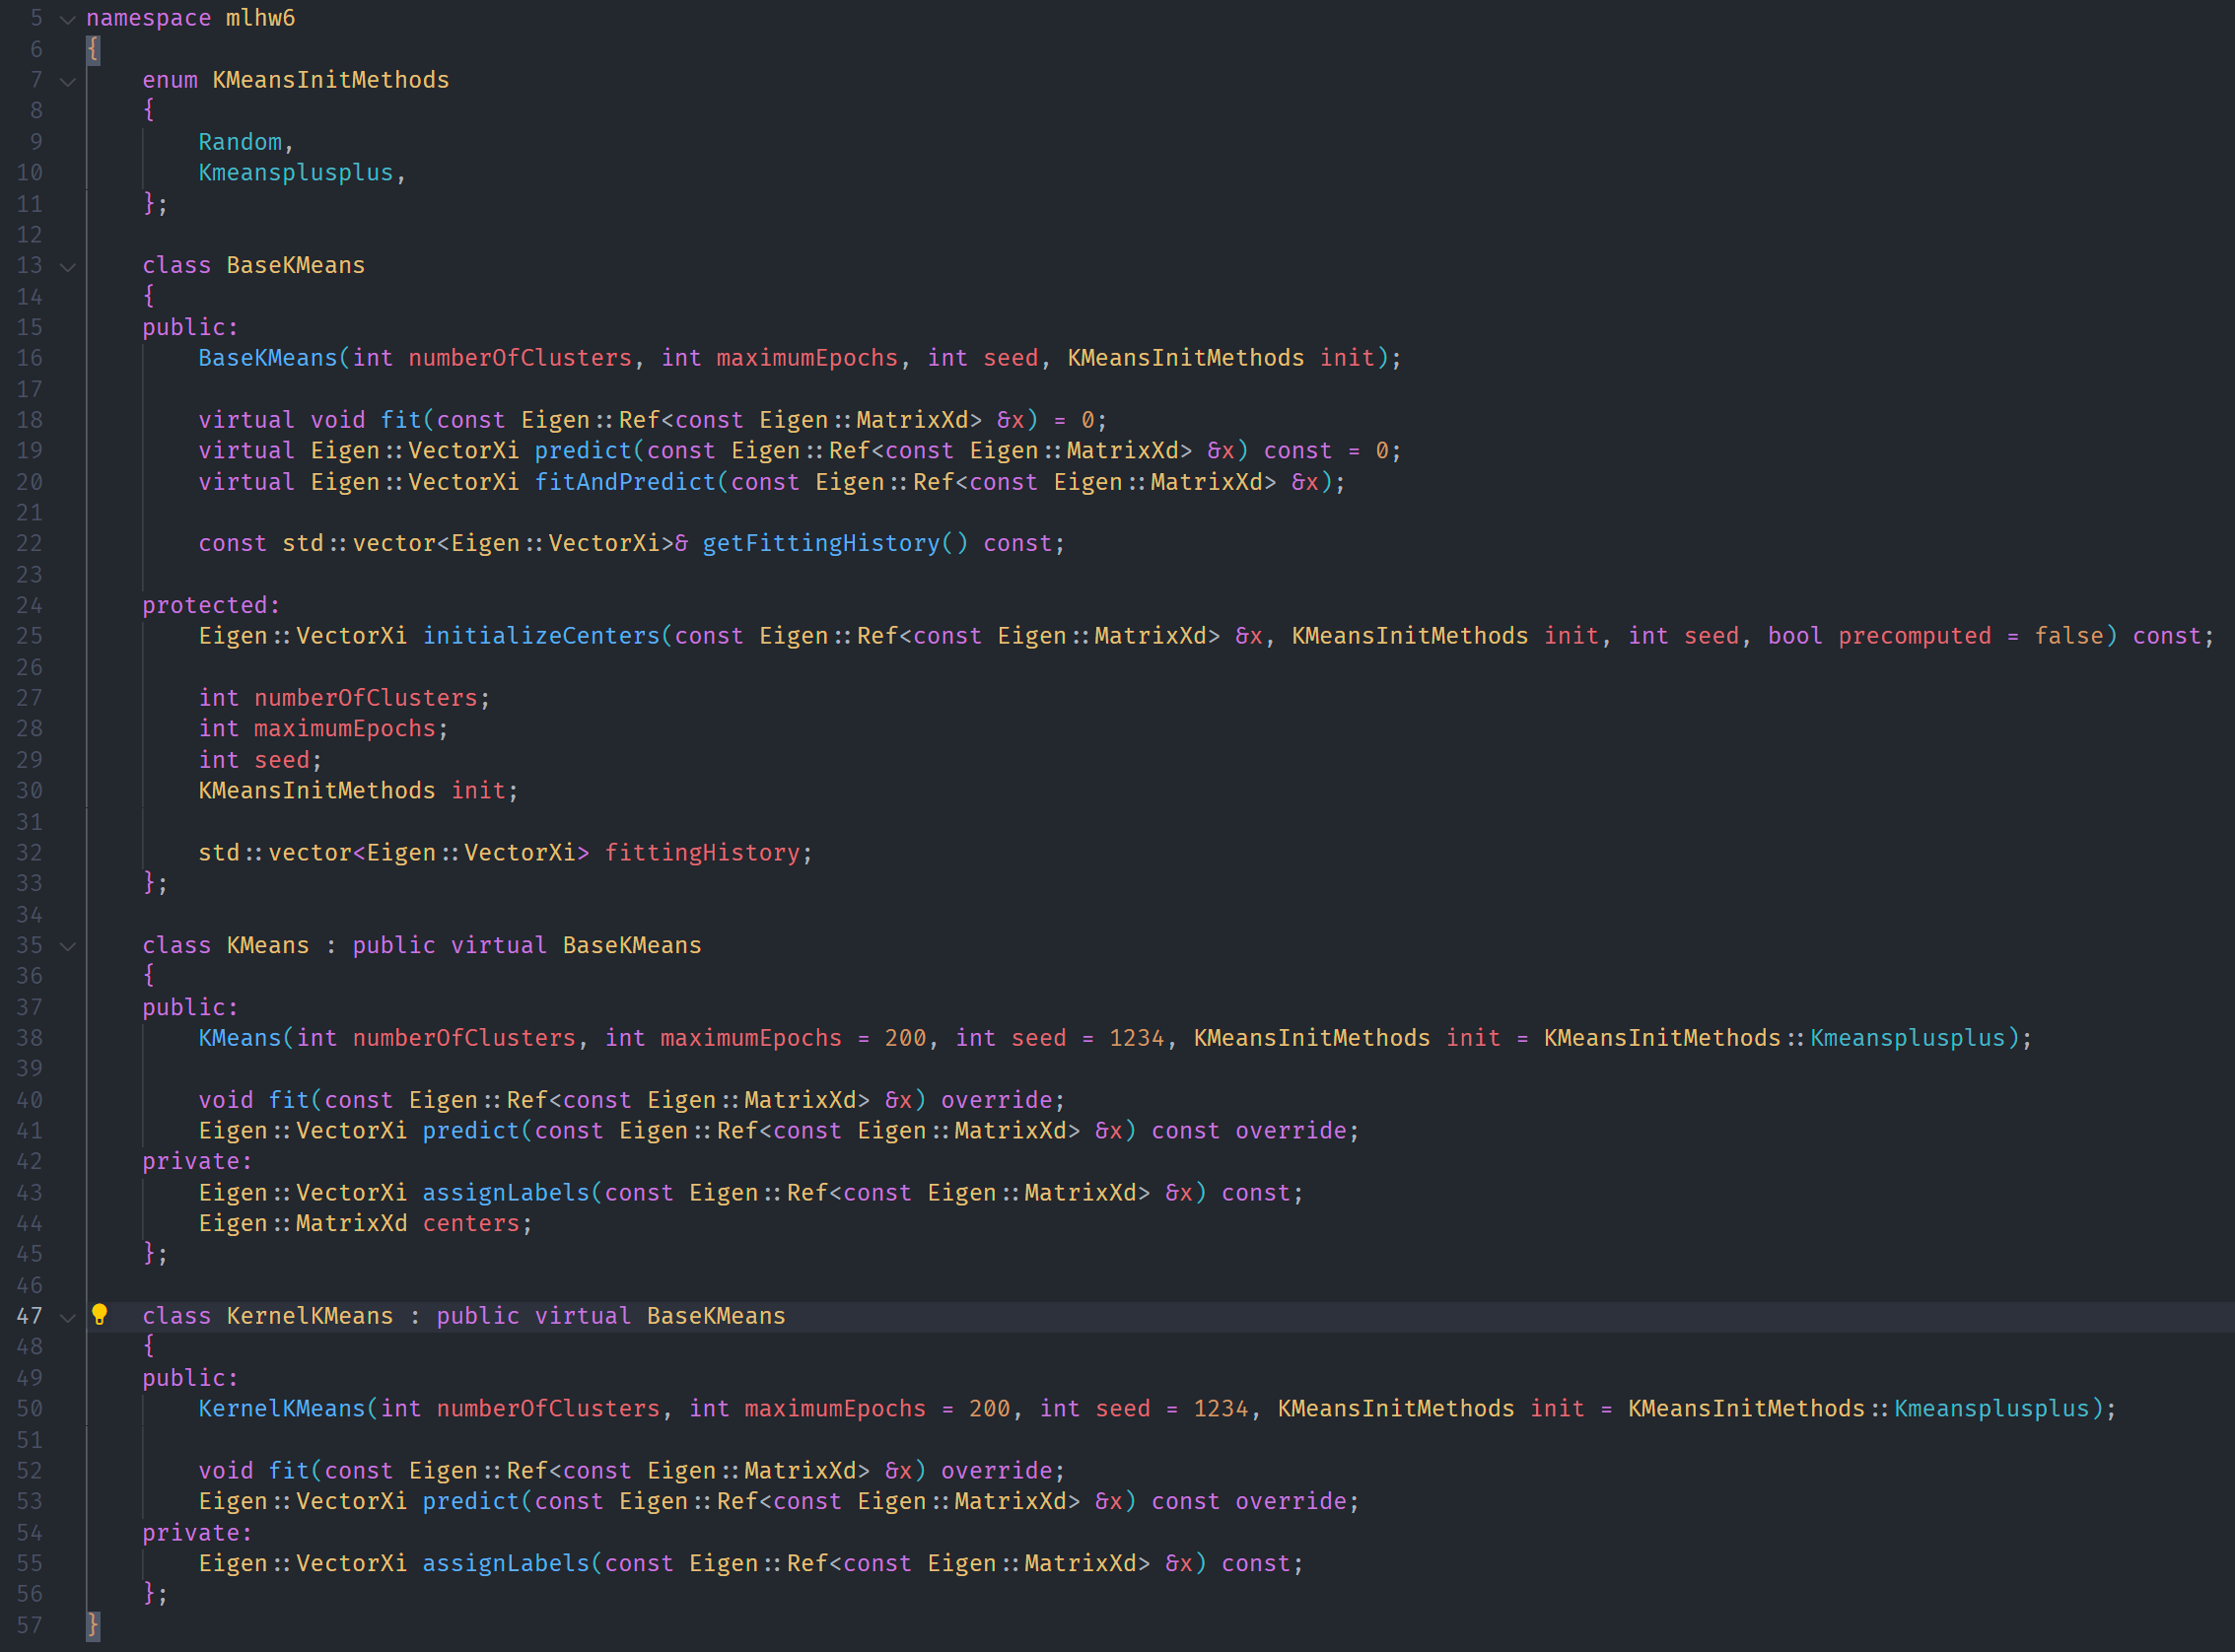 5 namespace mlhw6
6 {
7     enum KMeansInitMethods
8     {
9         Random,
10         Kmeansplusplus,
11     };
12
13     class BaseKMeans
14     {
15     public:
16         BaseKMeans(int numberOfClusters, int maximumEpochs, int seed, KMeansInitMethods init);
17
18         virtual void fit(const Eigen::Ref<const Eigen::MatrixXd> &x) = 0;
19         virtual Eigen::VectorXi predict(const Eigen::Ref<const Eigen::MatrixXd> &x) const = 0;
20         virtual Eigen::VectorXi fitAndPredict(const Eigen::Ref<const Eigen::MatrixXd> &x);
21
22         const std::vector<Eigen::VectorXi>& getFittingHistory() const;
23
24     protected:
25         Eigen::VectorXi initializeCenters(const Eigen::Ref<const Eigen::MatrixXd> &x, KMeansInitMethods init, int seed, bool precomputed = false) const;
26
27         int numberOfClusters;
28         int maximumEpochs;
29         int seed;
30         KMeansInitMethods init;
31
32         std::vector<Eigen::VectorXi> fittingHistory;
33     };
34
35     class KMeans : public virtual BaseKMeans
36     {
37     public:
38         KMeans(int numberOfClusters, int maximumEpochs = 200, int seed = 1234, KMeansInitMethods init = KMeansInitMethods::Kmeansplusplus);
39
40         void fit(const Eigen::Ref<const Eigen::MatrixXd> &x) override;
41         Eigen::VectorXi predict(const Eigen::Ref<const Eigen::MatrixXd> &x) const override;
42     private:
43         Eigen::VectorXi assignLabels(const Eigen::Ref<const Eigen::MatrixXd> &x) const;
44         Eigen::MatrixXd centers;
45     };
46
47     class KernelKMeans : public virtual BaseKMeans
48     {
49     public:
50         KernelKMeans(int numberOfClusters, int maximumEpochs = 200, int seed = 1234, KMeansInitMethods init = KMeansInitMethods::Kmeansplusplus);
51
52         void fit(const Eigen::Ref<const Eigen::MatrixXd> &x) override;
53         Eigen::VectorXi predict(const Eigen::Ref<const Eigen::MatrixXd> &x) const override;
54     private:
55         Eigen::VectorXi assignLabels(const Eigen::Ref<const Eigen::MatrixXd> &x) const;
56     };
57 }